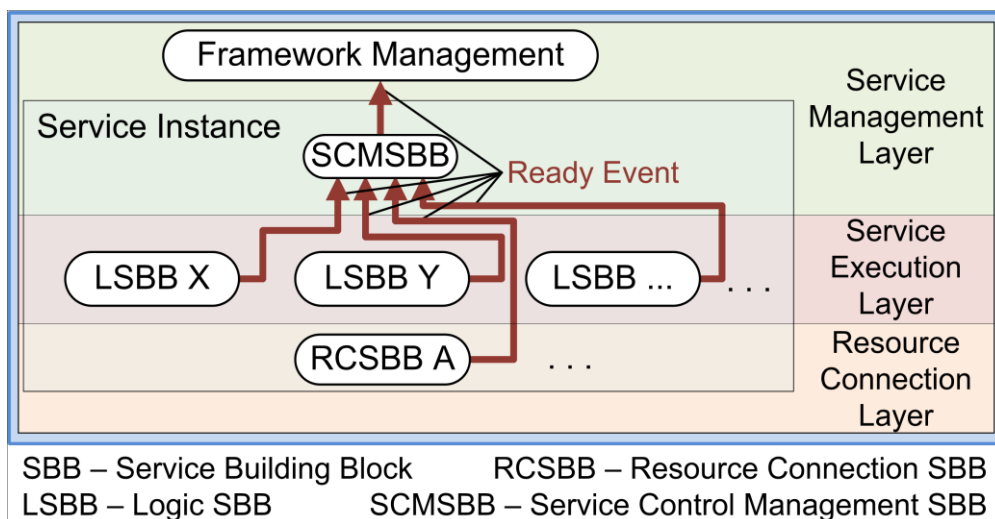 Framework Management
Service Instance
SCMSBB
Ready Event
Service
Management
Layer
LSBB X
LSBB Y
LSBB ...
. . .
Service
Execution
Layer
RCSBB A
. . .
Resource
Connection
Layer
SBB – Service Building Block RCSBB – Resource Connection SBB
LSBB – Logic SBB SCMSBB – Service Control Management SBB